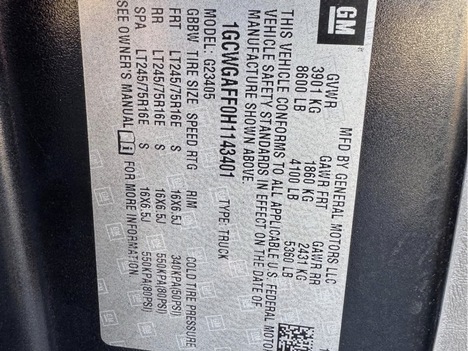 GM
MFD BY GENERAL MOTORS LLC
GVWR GAWR FRT GAWR RR
3901 KG 1860 KG 2431 KG
8600 LB 4100 LB 5360 LB
THIS VEHICLE CONFORMS TO ALL APPLICABLE U.S. FEDERAL MOTOR
VEHICLE SAFETY STANDARDS IN EFFECT ON THE DATE OF
MANUFACTURE SHOWN ABOVE.
1GCWGAFF0H1143401 TYPE: TRUCK
MODEL: G23405
GBBW TIRE SIZE SPEED RTG RIM COLD TIRE PRESSURE
FRT LT245/75R16E S 16X6.5J 340KPA(50PSI)
RR LT245/75R16E S 16X6.5J 550KPA(80PSI)
SPA LT245/75R16E S 16X6.5J 550KPA(80PSI)
SEE OWNER'S MANUAL FOR MORE INFORMATION.